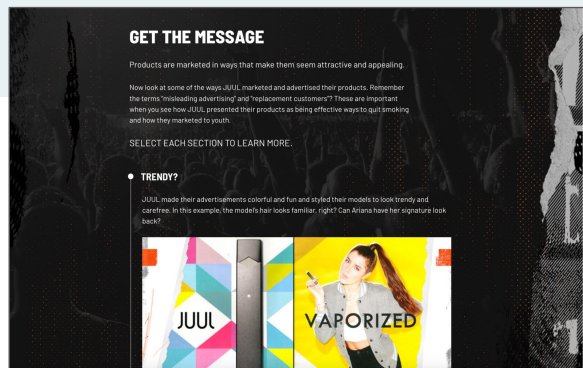 GET THE MESSAGE
Products are marketed in ways that make them seem attractive and appealing.
Now look at some of the ways JUUL marketed and advertised their products. Remember
the terms "misleading advertising" and "replacement customers"? These are important
when you see how JUUL presented their products as being effective ways to quit smoking
and how they marketed to youth.
SELECT EACH SECTION TO LEARN MORE.
TRENDY?
JUUL made their advertisements colorful and fun and styled their models to look trendy and
carefree. In this example, the model's hair looks familiar, right? Can Ariana have her signature look
back?
JUUL
VAPORIZED